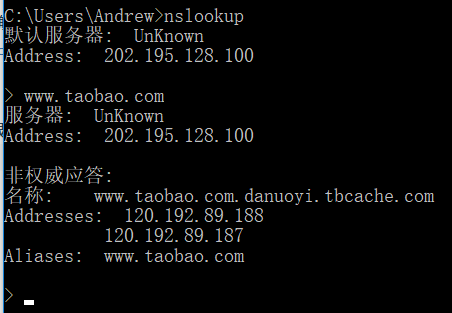 C:\Users\Andrew>nslookup
默认服务器:  UnKnown
Address:  202.195.128.100
> www.taobao.com
服务器:  UnKnown
Address:  202.195.128.100
非权威应答:
名称:    www.taobao.com.danuoyi.tbcache.com
Addresses:  120.192.89.188
          120.192.89.187
Aliases:  www.taobao.com
>